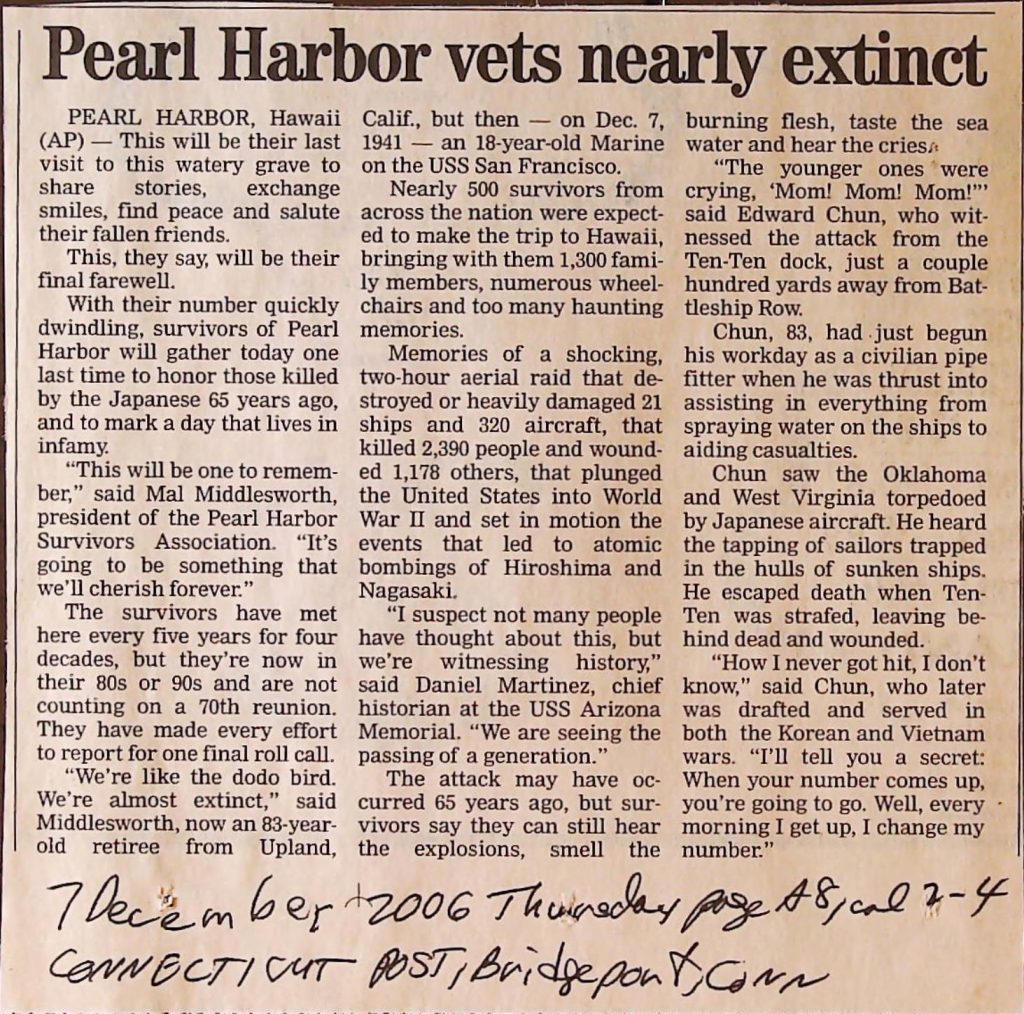 Pearl Harbor vets nearly extinct
PEARL HARBOR, Hawaii
(AP) — This will be their last
visit to this watery grave to
share stories, exchange
smiles, find peace and salute
their fallen friends.
This, they say, will be their
final farewell.
With their number quickly
dwindling, survivors of Pearl
Harbor will gather today one
last time to honor those killed
by the Japanese 65 years ago,
and to mark a day that lives in
infamy.
“This will be one to remem-
ber,” said Mal Middlesworth,
president of the Pearl Harbor
Survivors Association. “It’s
going to be something that
we’ll cherish forever.”
The survivors have met
here every five years for four
decades, but they’re now in
their 80s or 90s and are not
counting on a 70th reunion.
They have made every effort
to report for one final roll call.
“We’re like the dodo bird.
We’re almost extinct,” said
Middlesworth, now an 83-year-
old retiree from Upland,
Calif., but then — on Dec. 7,
1941 — an 18-year-old Marine
on the USS San Francisco.
Nearly 500 survivors from
across the nation were expect-
ed to make the trip to Hawaii,
bringing with them 1,300 fami-
ly members, numerous wheel-
chairs and too many haunting
memories.
Memories of a shocking,
two-hour aerial raid that de-
stroyed or heavily damaged 21
ships and 320 aircraft, that
killed 2,390 people and wound-
ed 1,178 others, that plunged
the United States into World
War II and set in motion the
events that led to atomic
bombings of Hiroshima and
Nagasaki.
“I suspect not many people
have thought about this, but
we’re witnessing history,”
said Daniel Martinez, chief
historian at the USS Arizona
Memorial. “We are seeing the
passing of a generation.”
The attack may have oc-
curred 65 years ago, but sur-
vivors say they can still hear
the explosions, smell the
burning flesh, taste the sea
water and hear the cries.
“The younger ones were
crying, ‘Mom! Mom! Mom!’”
said Edward Chun, who wit-
nessed the attack from the
Ten-Ten dock, just a couple
hundred yards away from Bat-
tleship Row.
Chun, 83, had just begun
his workday as a civilian pipe
fitter when he was thrust into
assisting in everything from
spraying water on the ships to
aiding casualties.
Chun saw the Oklahoma
and West Virginia torpedoed
by Japanese aircraft. He heard
the tapping of sailors trapped
in the hulls of sunken ships.
He escaped death when Ten-
Ten was strafed, leaving be-
hind dead and wounded.
“How I never got hit, I don’t
know,” said Chun, who later
was drafted and served in
both the Korean and Vietnam
wars. “I’ll tell you a secret:
When your number comes up,
you’re going to go. Well, every
morning I get up, I change my
number.”
7 December 2006 Thursday page A8, col 2-4
CONNECTICUT POST, Bridgeport, Conn